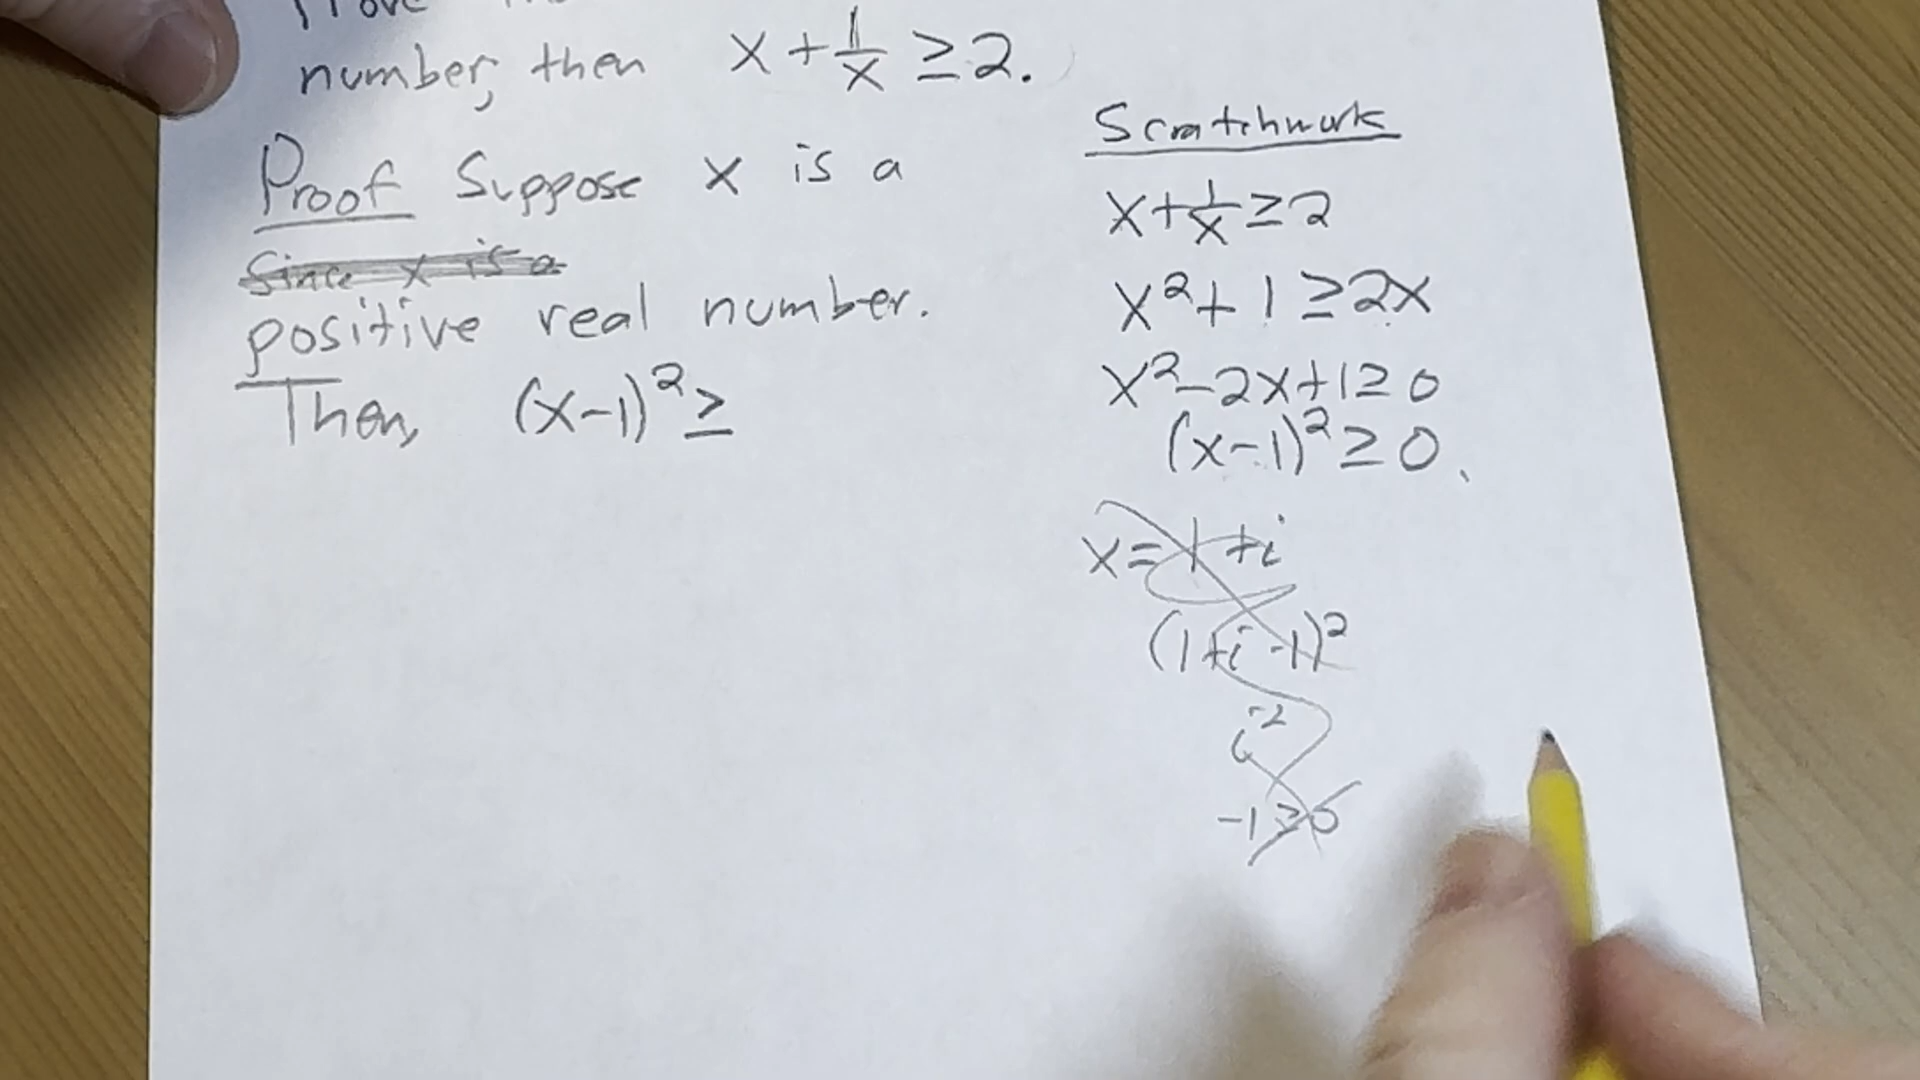 Prove
number, then x + 1/x ≥ 2.
Proof Suppose x is a
Since x is a
positive real number.
Then, (x-1)² ≥
Scratchwork
x + 1/x ≥ 2
x² + 1 ≥ 2x
x² - 2x + 1 ≥ 0
(x-1)² ≥ 0.
x = 1 + i
(1 + i - 1)²
i²
-1 ≥ 0